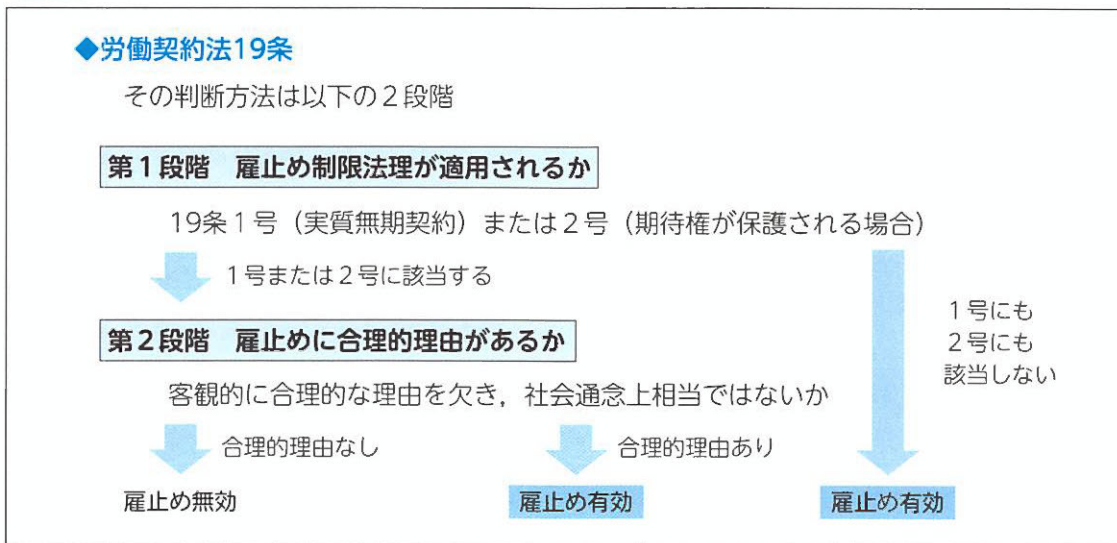 ◆労働契約法19条
その判断方法は以下の2段階
第1段階　雇止め制限法理が適用されるか
19条1号（実質無期契約）または2号（期待権が保護される場合）
1号または2号に該当する
1号にも
2号にも
該当しない
第2段階　雇止めに合理的理由があるか
客観的に合理的な理由を欠き，社会通念上相当ではないか
合理的理由なし
合理的理由あり
雇止め無効
雇止め有効
雇止め有効